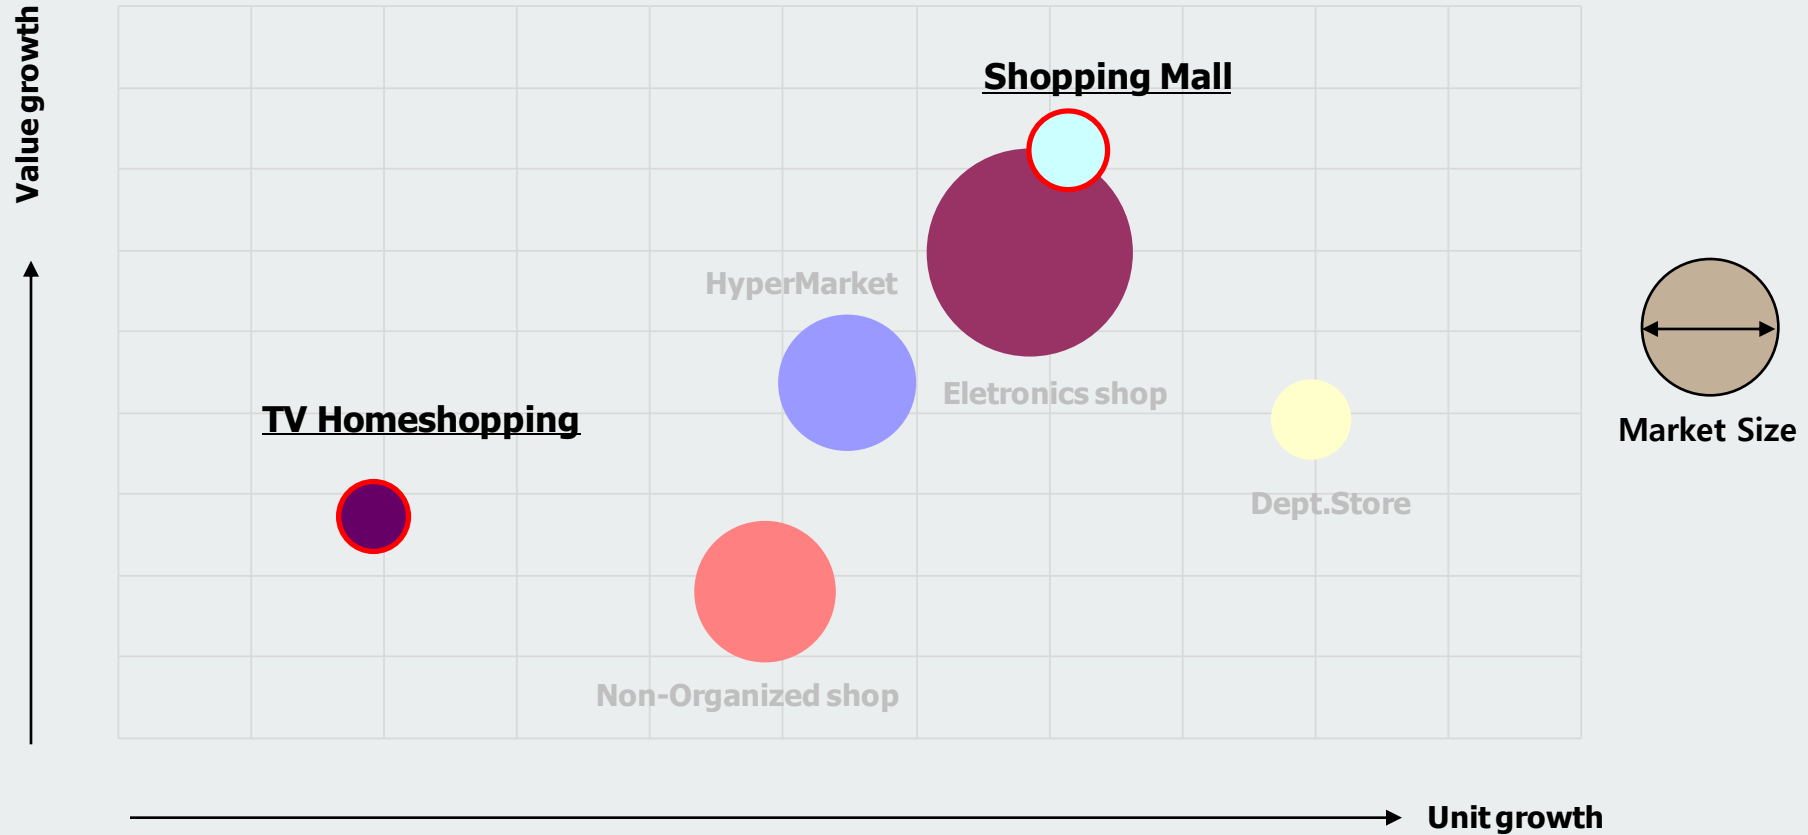 Value growth
Shopping Mall
HyperMarket
Eletronics shop
TV Homeshopping
Market Size
Dept.Store
Non-Organized shop
Unit growth